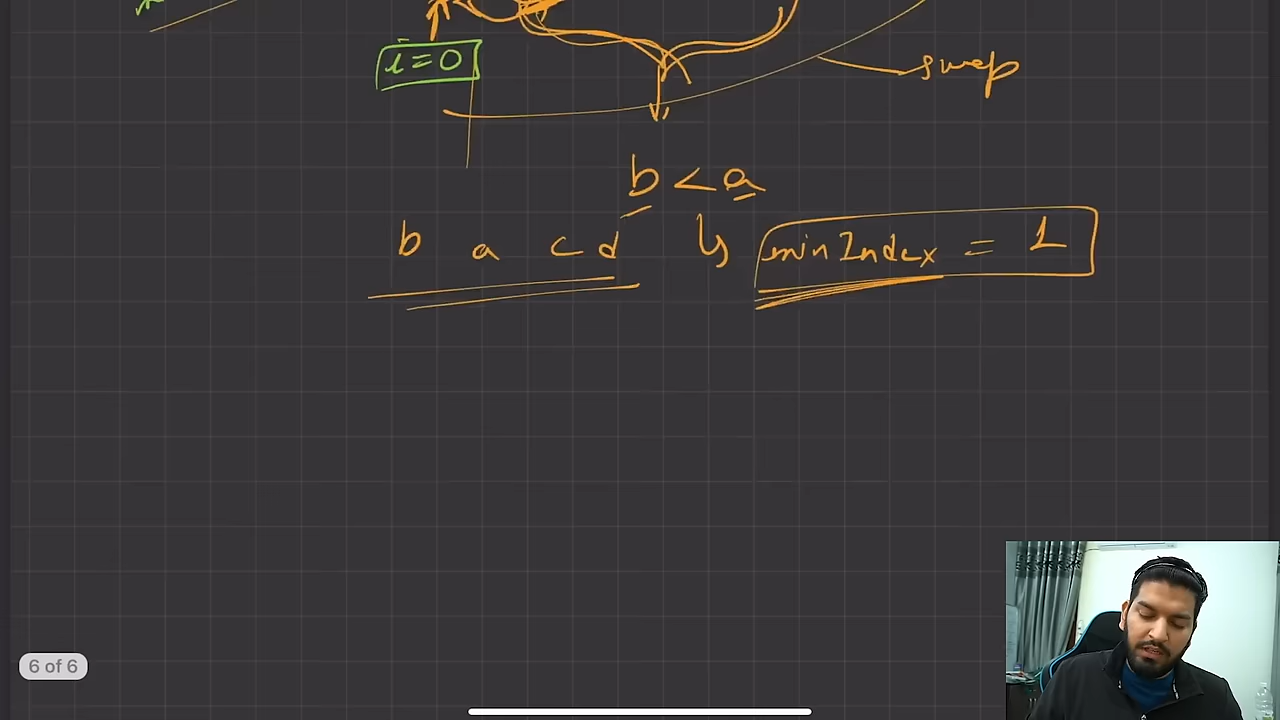 i = 0
swap
b < a
b a c d ↳ minIndex = 1
6 of 6